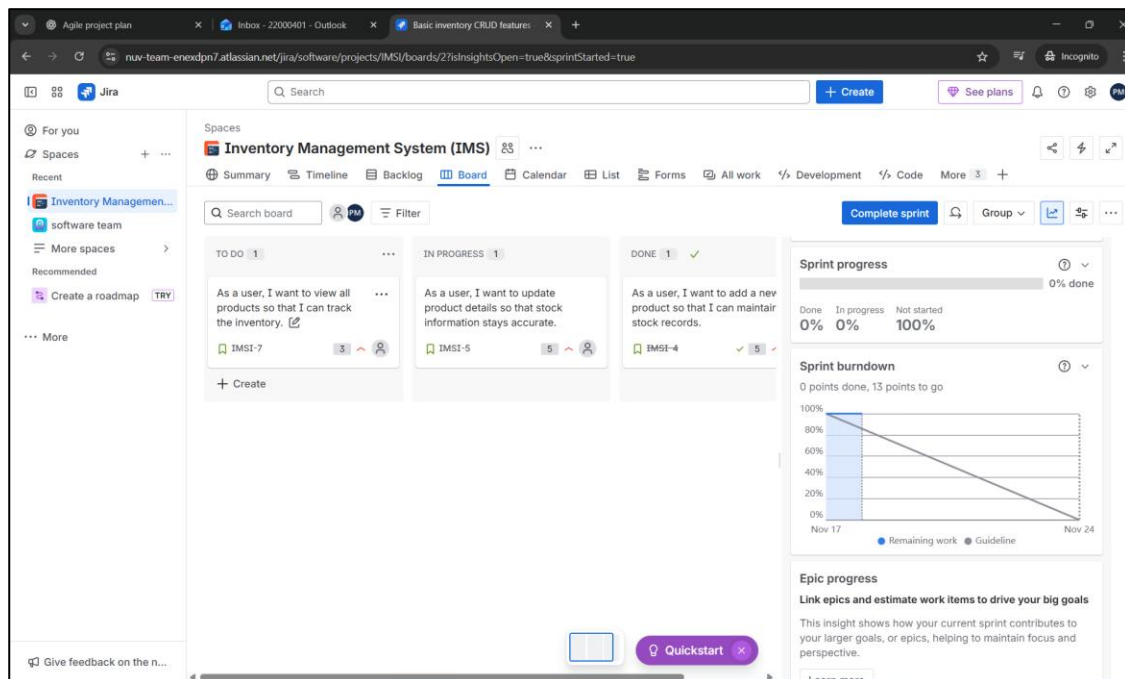 Agile project plan
Inbox - 22000401 - Outlook
Basic inventory CRUD features
nuv-team-enexdpn7.atlassian.net/jira/software/projects/IMSI/boards/2?isInsightsOpen=true&sprintStarted=true
Incognito
Jira
Search
+ Create
See plans
PM
For you
Spaces
Recent
Inventory Managemen...
software team
More spaces
Recommended
Create a roadmap TRY
More
Give feedback on the n...
Spaces
Inventory Management System (IMS)
Summary Timeline Backlog Board Calendar List Forms All work Development Code More 3
Search board
PM
Filter
Complete sprint
Group
TO DO 1
As a user, I want to view all
products so that I can track
the inventory.
IMSI-7 3
+ Create
IN PROGRESS 1
As a user, I want to update
product details so that stock
information stays accurate.
IMSI-5 5
DONE 1
As a user, I want to add a new
product so that I can maintain
stock records.
IMSI-4 5
Sprint progress
0% done
Done In progress Not started
0% 0% 100%
Sprint burndown
0 points done, 13 points to go
100%
80%
60%
40%
20%
0%
Nov 17 Nov 24
Remaining work Guideline
Epic progress
Link epics and estimate work items to drive your big goals
This insight shows how your current sprint contributes to
your larger goals, or epics, helping to maintain focus and
perspective.
Learn more
Quickstart